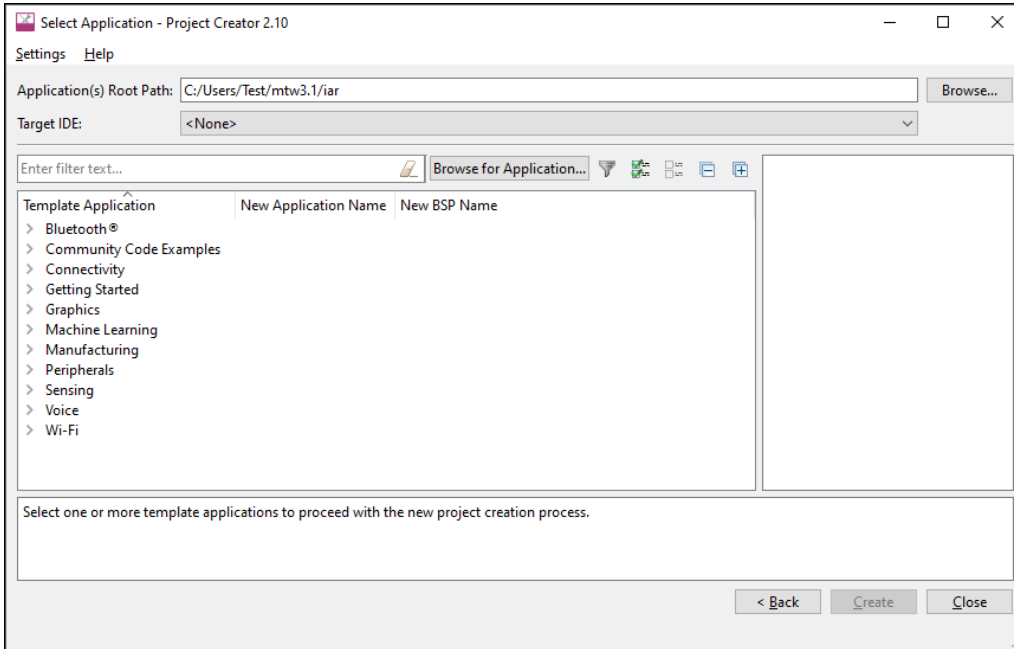 Select Application - Project Creator 2.10
Settings Help
Application(s) Root Path: C:/Users/Test/mtw3.1/iar Browse...
Target IDE: <None>
Enter filter text... Browse for Application...
Template Application New Application Name New BSP Name
Bluetooth®
Community Code Examples
Connectivity
Getting Started
Graphics
Machine Learning
Manufacturing
Peripherals
Sensing
Voice
Wi-Fi
Select one or more template applications to proceed with the new project creation process.
< Back Create Close